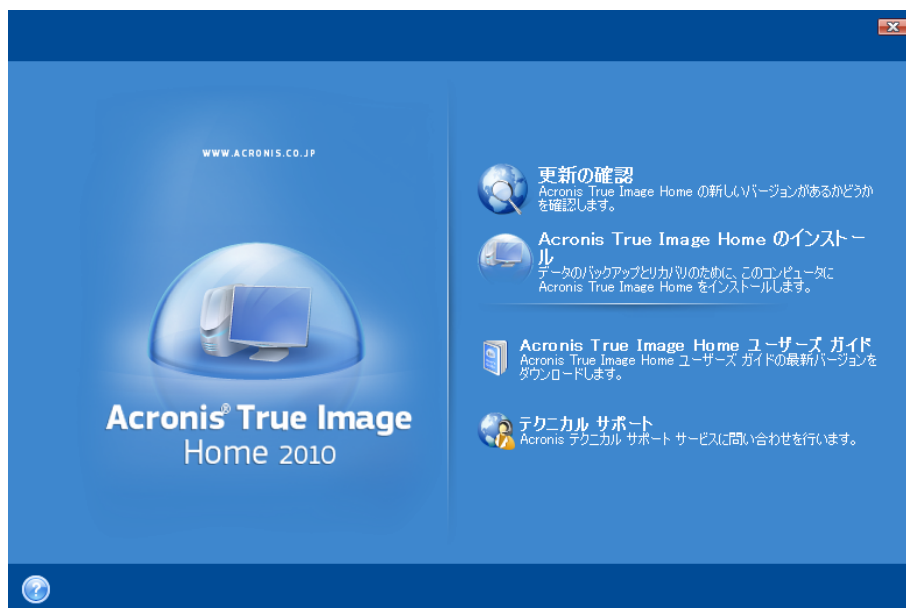 WWW.ACRONIS.CO.JP
Acronis® True Image
Home 2010
更新の確認
Acronis True Image Home の新しいバージョンがあるかどうか
を確認します。
Acronis True Image Home のインストー
ル
データのバックアップとリカバリのために、このコンピュータに
Acronis True Image Home をインストールします。
Acronis True Image Home ユーザーズ ガイド
Acronis True Image Home ユーザーズ ガイドの最新バージョンを
ダウンロードします。
テクニカル サポート
Acronis テクニカル サポート サービスに問い合わせを行います。
?